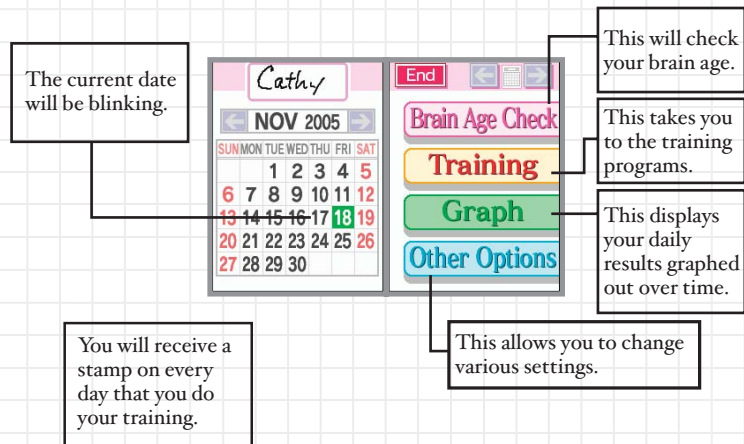 The current date
will be blinking.
Cathy
NOV 2005
SUN MON TUE WED THU FRI SAT
1 2 3 4 5
6 7 8 9 10 11 12
13 14 15 16 17 18 19
20 21 22 23 24 25 26
27 28 29 30
End
Brain Age Check
Training
Graph
Other Options
This will check
your brain age.
This takes you
to the training
programs.
This displays
your daily
results graphed
out over time.
This allows you to change
various settings.
You will receive a
stamp on every
day that you do
your training.